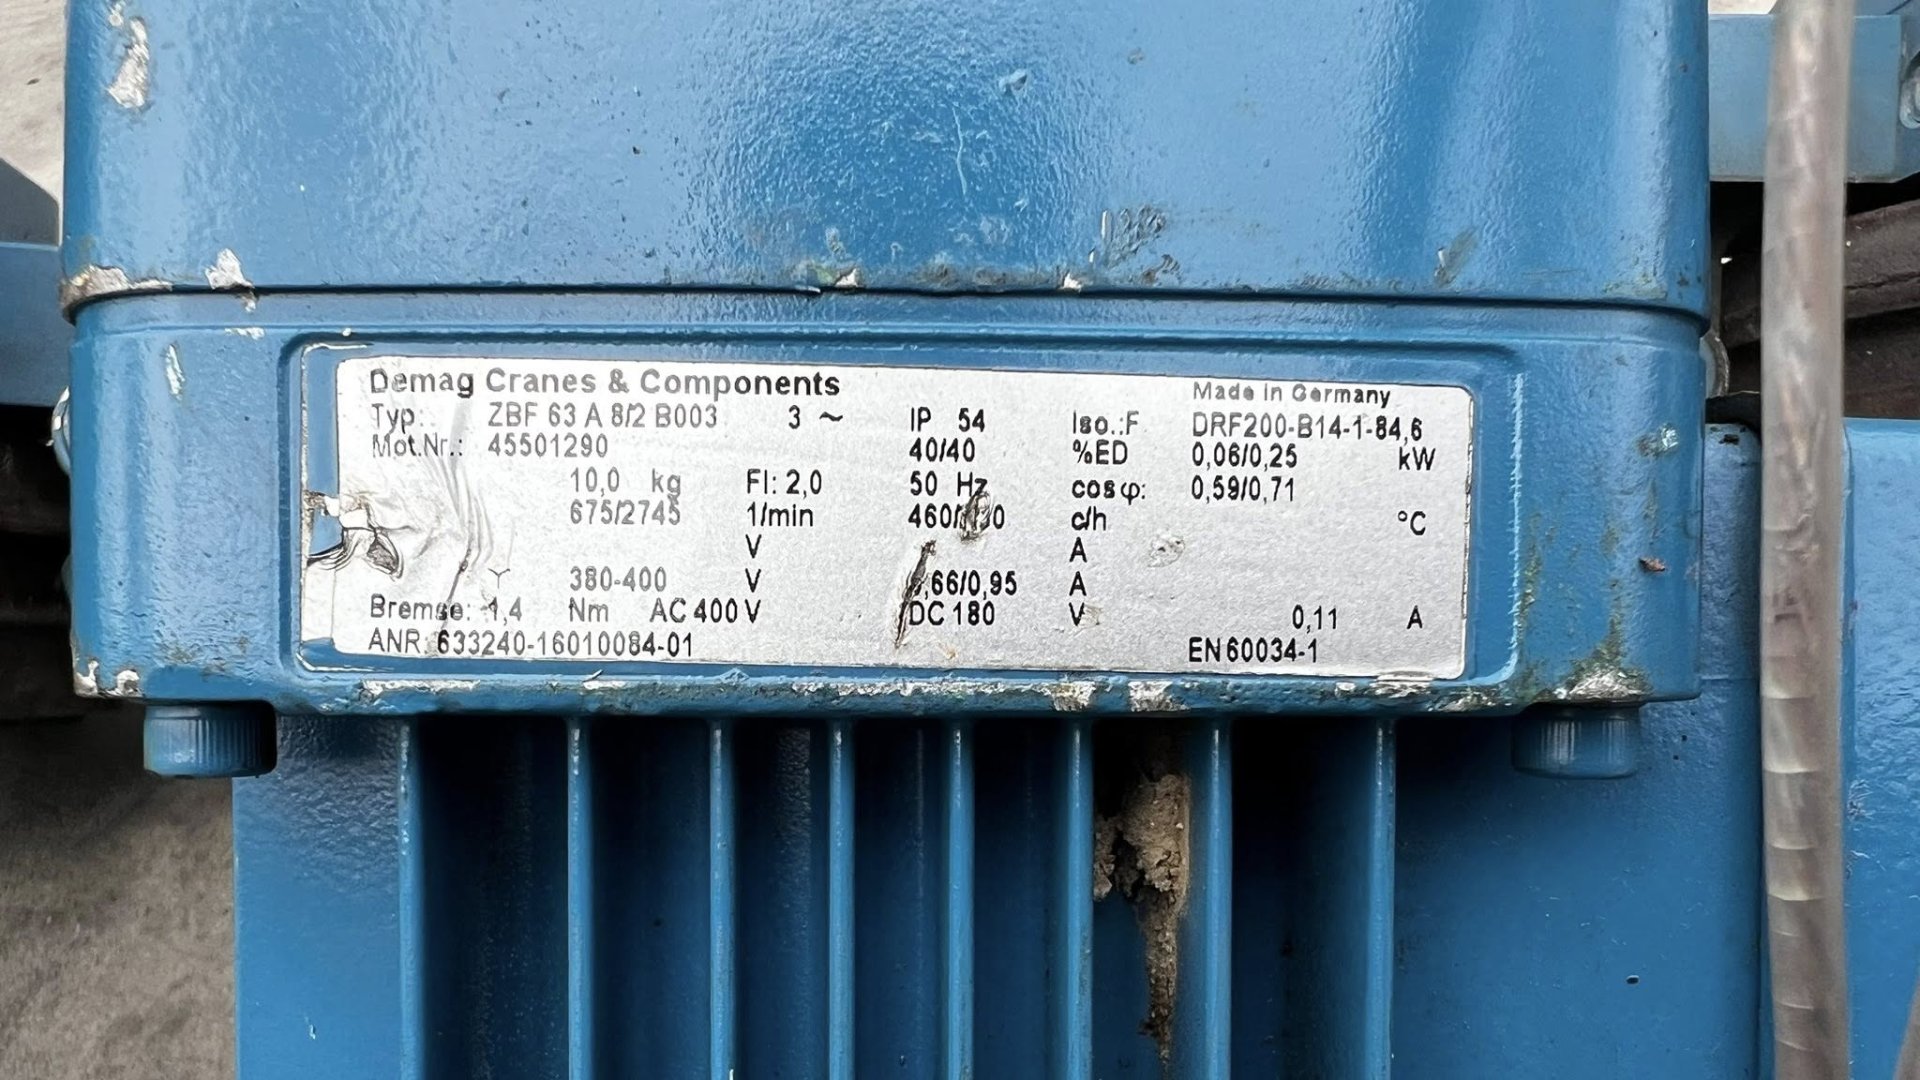 Demag Cranes & Components Made in Germany
Typ: ZBF 63 A 8/2 B003 3 ~ IP 54 Iso.:F DRF200-B14-1-84,6
Mot.Nr.: 45501290 40/40 %ED 0,06/0,25 kW
10,0 kg FI: 2,0 50 Hz cos φ: 0,59/0,71
675/2745 1/min c/h °C
V A
Y 380-400 V A
Bremse: 1,4 Nm AC 400 V DC 180 V 0,11 A
ANR: 633240-16010084-01 EN 60034-1